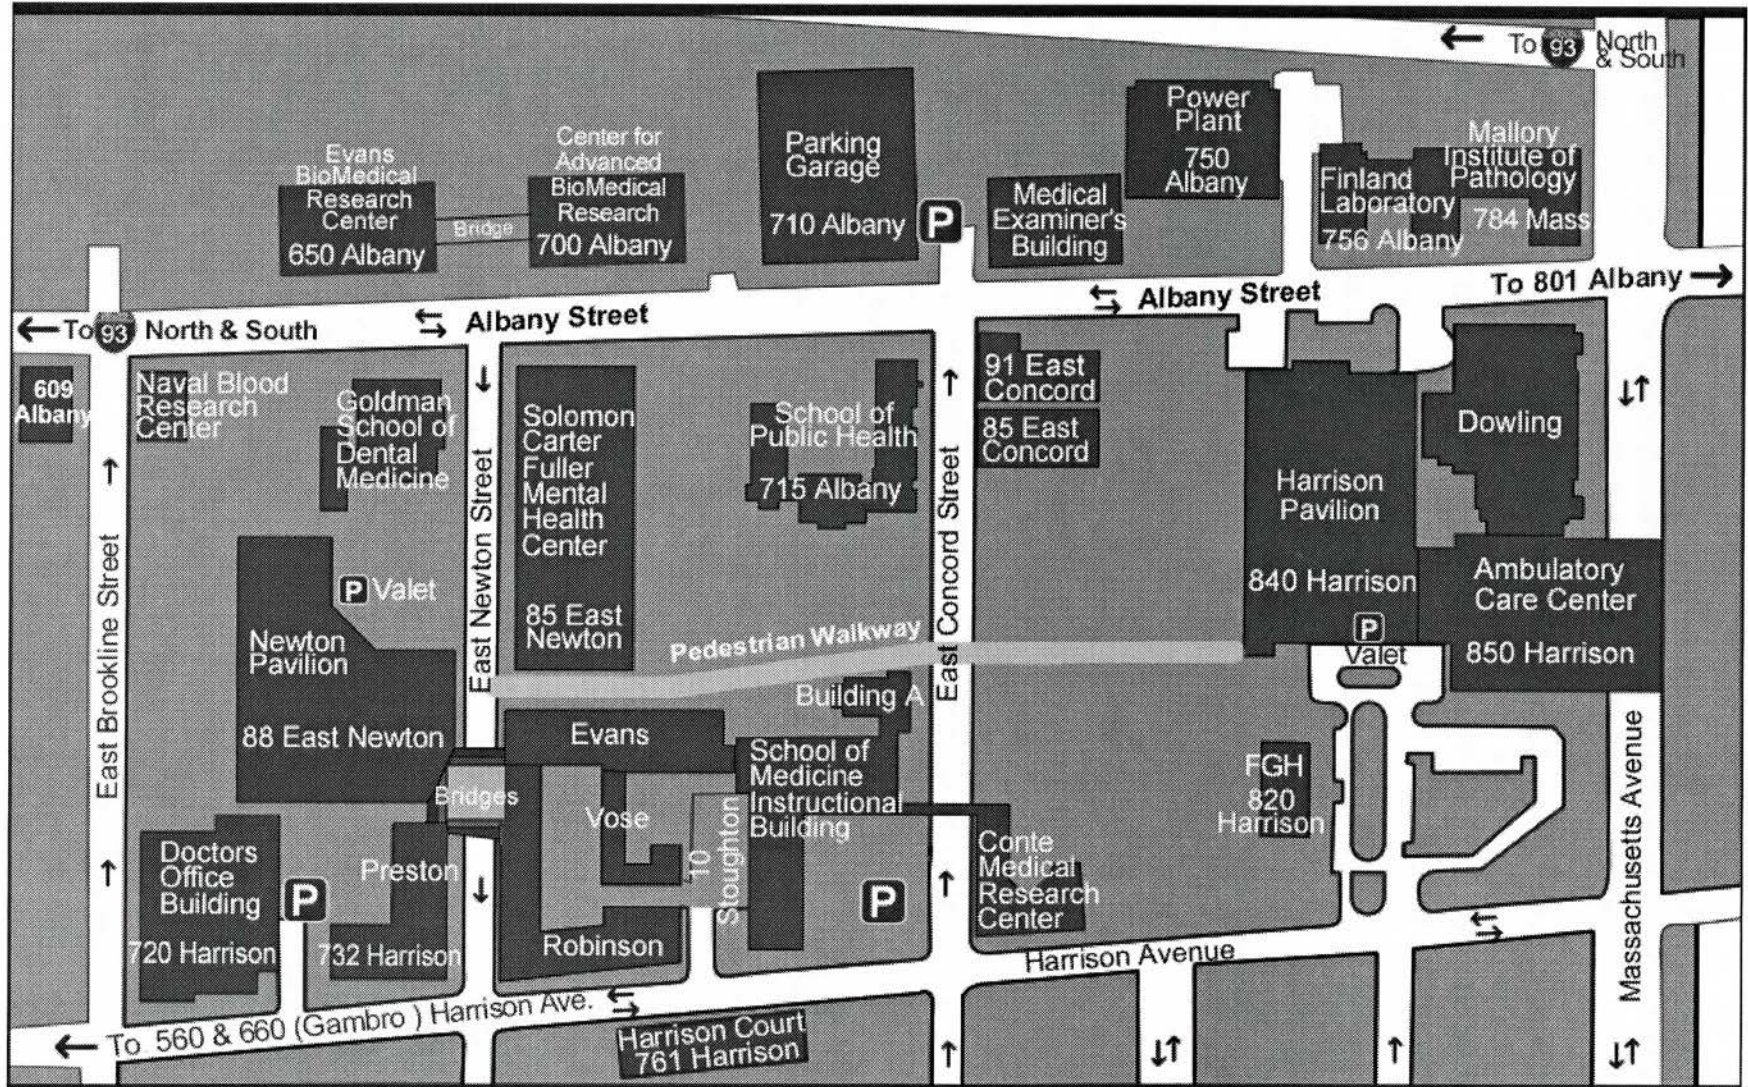 To 93 North
& South
Power
Plant
750
Albany
Mallory
Institute of
Pathology
784 Mass
Finland
Laboratory
756 Albany
Parking
Garage
710 Albany
P
Medical
Examiner's
Building
Center for
Advanced
BioMedical
Research
700 Albany
Evans
BioMedical
Research
Center
650 Albany
Bridge
To 801 Albany
Albany Street
Albany Street
To 93 North & South
609
Albany
Naval Blood
Research
Center
Goldman
School of
Dental
Medicine
Solomon
Carter
Fuller
Mental
Health
Center
85 East
Newton
School of
Public Health
715 Albany
91 East
Concord
85 East
Concord
Harrison
Pavilion
840 Harrison
Dowling
Ambulatory
Care Center
850 Harrison
P
Valet
East Brookline Street
East Newton Street
East Concord Street
Massachusetts Avenue
P Valet
Newton
Pavilion
88 East Newton
Pedestrian Walkway
Building A
Evans
School of
Medicine
Instructional
Building
Bridges
Vose
10
Stoughton
FGH
820
Harrison
Doctors
Office
Building
720 Harrison
P
Preston
732 Harrison
Robinson
P
Conte
Medical
Research
Center
Harrison Avenue
To 560 & 660 (Gambro ) Harrison Ave.
Harrison Court
761 Harrison